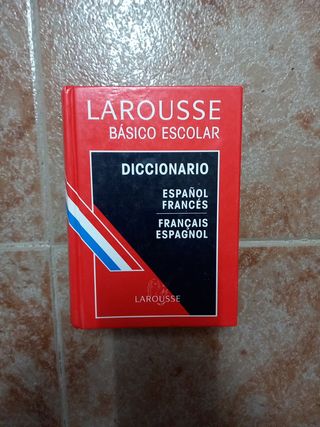 LAROUSSE
BÁSICO ESCOLAR
DICCIONARIO
ESPAÑOL
FRANCÉS
FRANÇAIS
ESPAGNOL
LAROUSSE